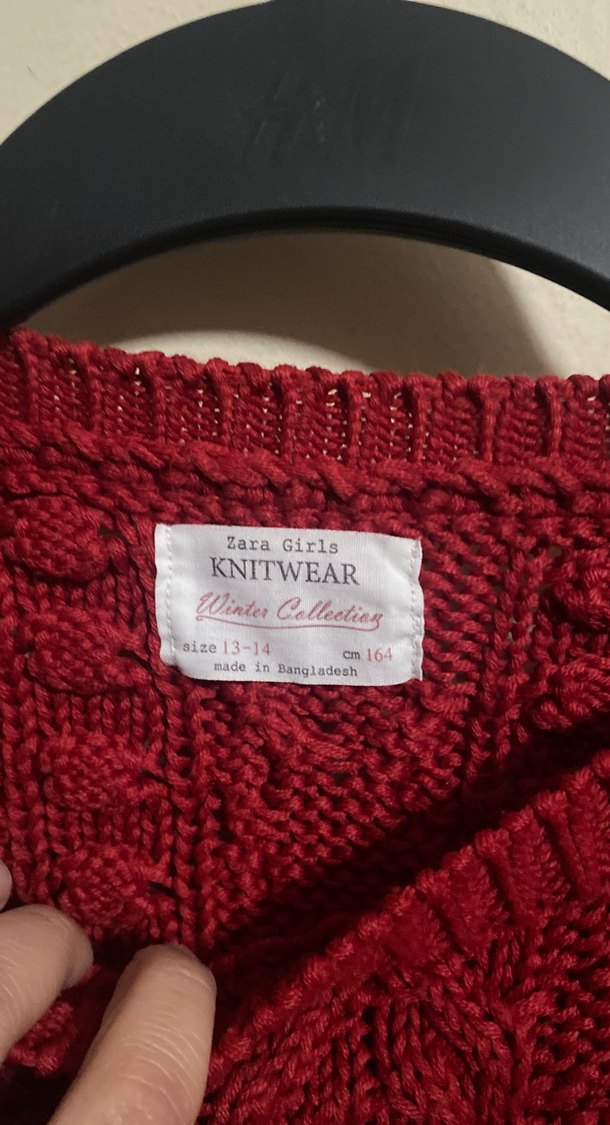 H&M
Zara Girls
KNITWEAR
Winter Collection
size 13-14 cm 164
made in Bangladesh